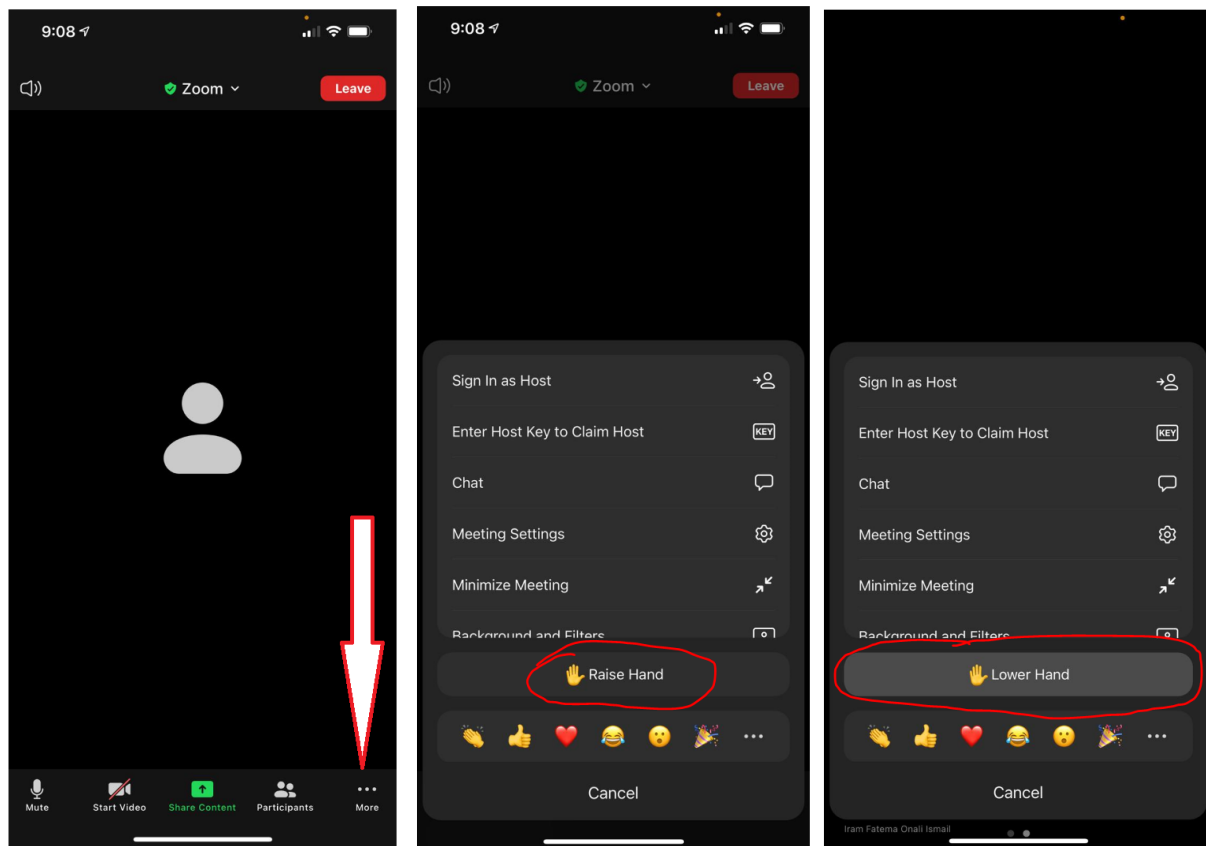 9:08
Zoom
Leave
Mute
Start Video
Share Content
Participants
More
9:08
Zoom
Leave
Sign In as Host
Enter Host Key to Claim Host
KEY
Chat
Meeting Settings
Minimize Meeting
Background and Filters
Raise Hand
Cancel
Sign In as Host
Enter Host Key to Claim Host
KEY
Chat
Meeting Settings
Minimize Meeting
Background and Filters
Lower Hand
Cancel
Iram Fatema Onali Ismail